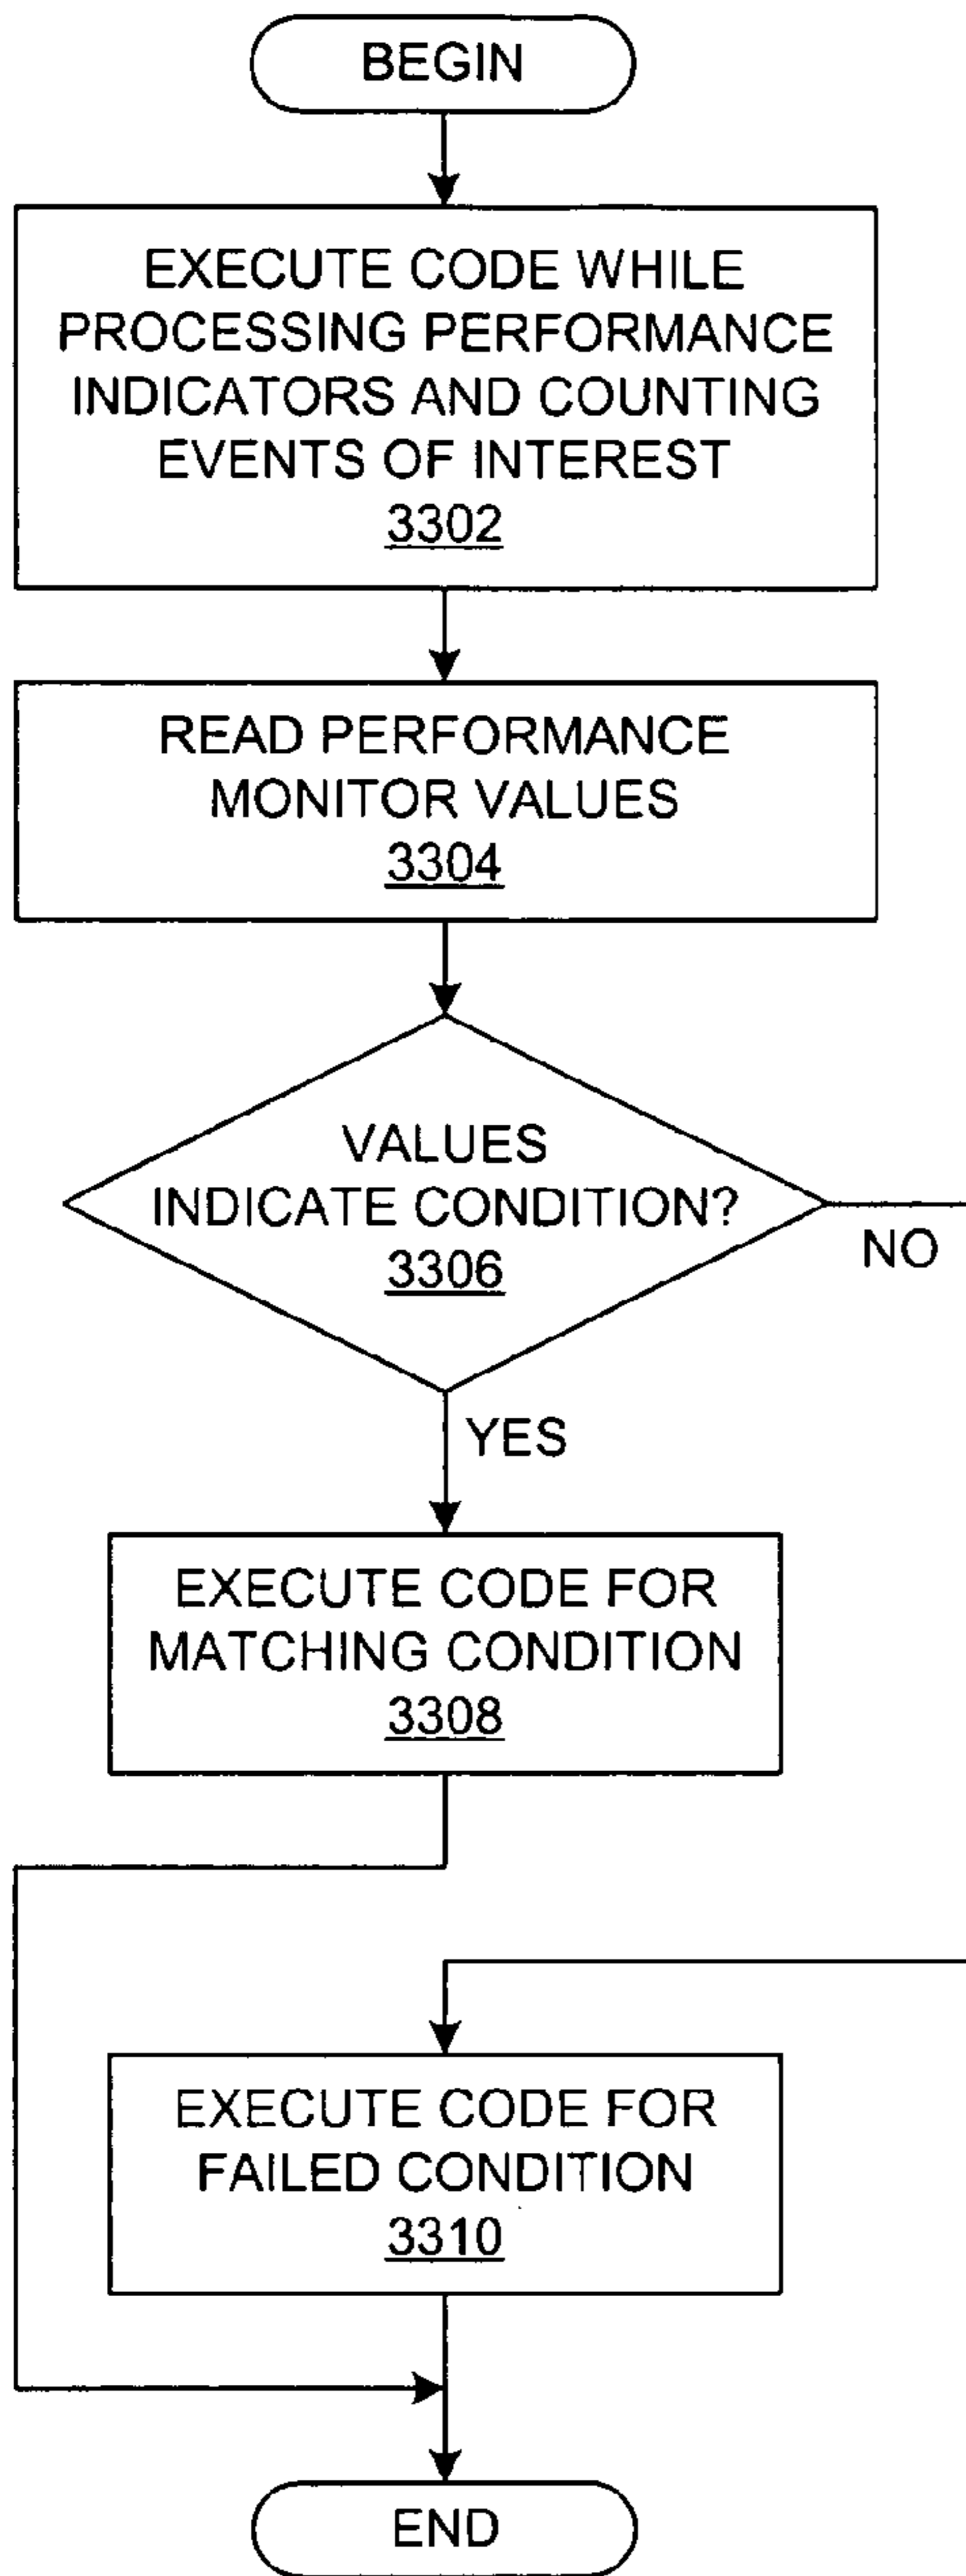 BEGIN
EXECUTE CODE WHILE
PROCESSING PERFORMANCE
INDICATORS AND COUNTING
EVENTS OF INTEREST
3302
READ PERFORMANCE
MONITOR VALUES
3304
VALUES
INDICATE CONDITION?
3306
NO
YES
EXECUTE CODE FOR
MATCHING CONDITION
3308
EXECUTE CODE FOR
FAILED CONDITION
3310
END